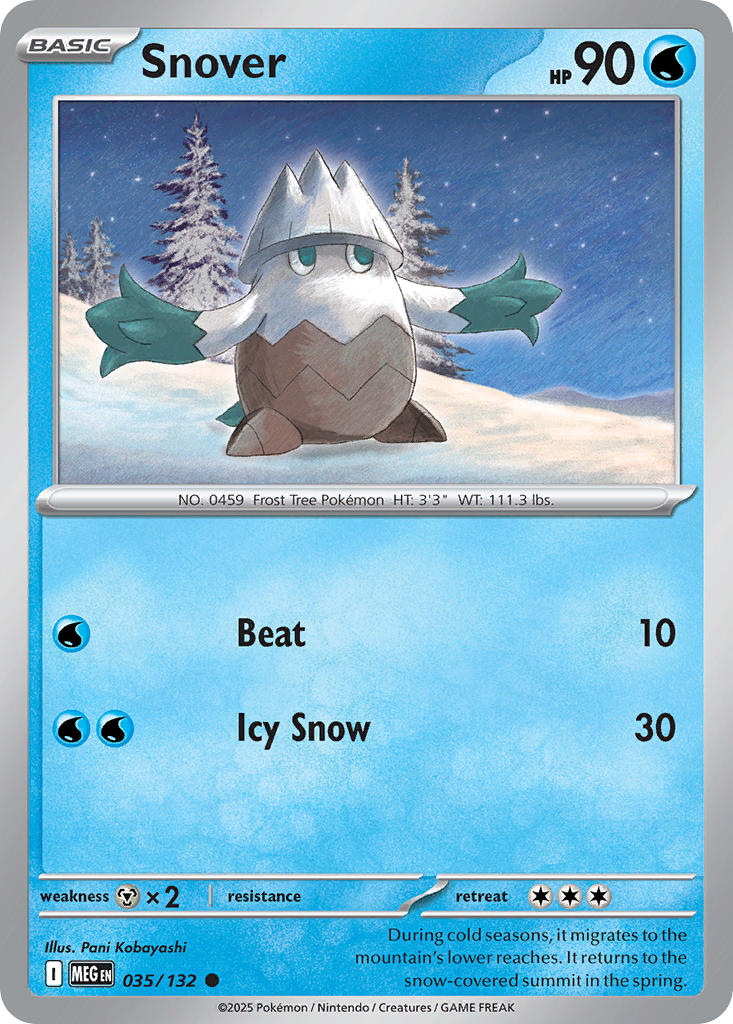 BASIC Snover HP 90
NO. 0459 Frost Tree Pokémon HT: 3'3" WT: 111.3 lbs.
Beat 10
Icy Snow 30
weakness ×2 resistance retreat
Illus. Pani Kobayashi
I MEG EN 035/132
During cold seasons, it migrates to the
mountain's lower reaches. It returns to the
snow-covered summit in the spring.
©2025 Pokémon / Nintendo / Creatures / GAME FREAK